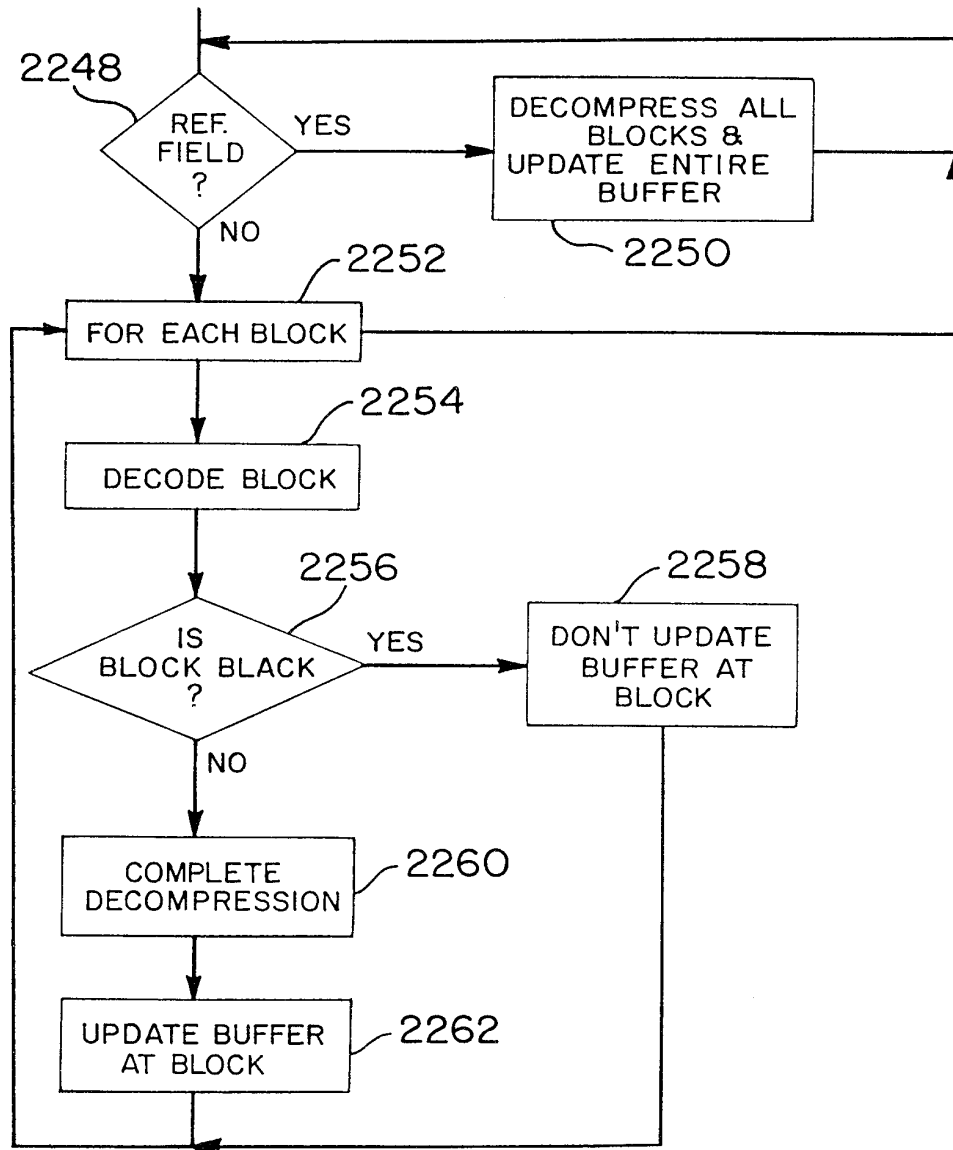 2248
REF.
FIELD
?
YES
NO
DECOMPRESS ALL
BLOCKS &
UPDATE ENTIRE
BUFFER
2250
2252
FOR EACH BLOCK
2254
DECODE BLOCK
2256
IS
BLOCK BLACK
?
YES
NO
2258
DON'T UPDATE
BUFFER AT
BLOCK
COMPLETE
DECOMPRESSION
2260
UPDATE BUFFER
AT BLOCK
2262